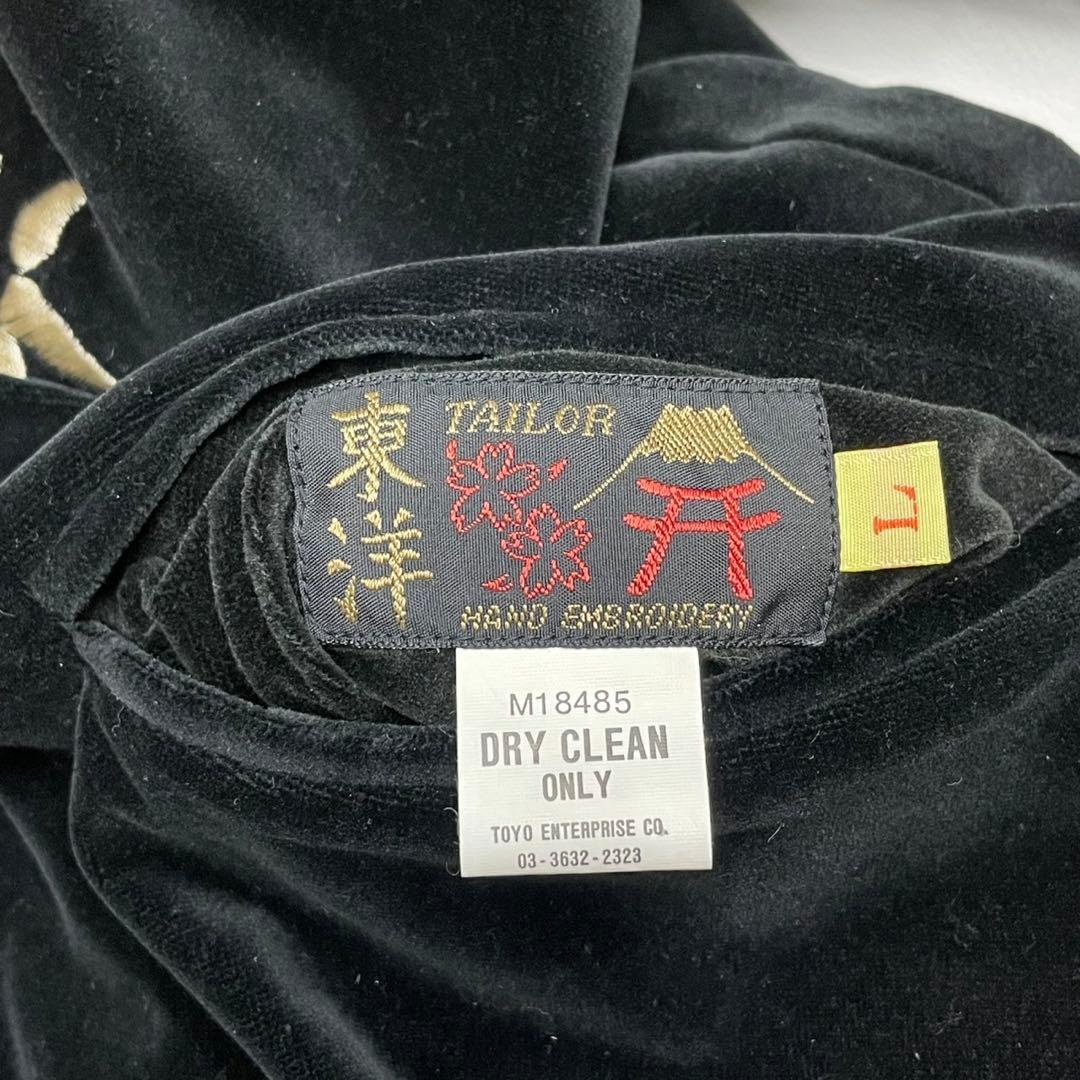 東洋
TAILOR
HAND EMBROIDERY
L
M18485
DRY CLEAN
ONLY
TOYO ENTERPRISE CO.
03-3632-2323